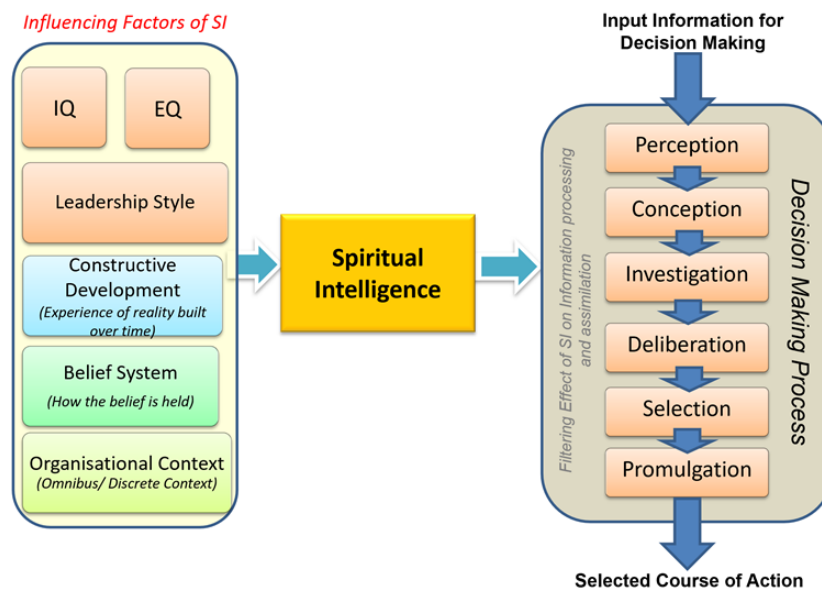 Influencing Factors of SI
IQ
EQ
Leadership Style
Constructive
Development
(Experience of reality built
over time)
Belief System
(How the belief is held)
Organisational Context
(Omnibus/ Discrete Context)
Spiritual
Intelligence
Input Information for
Decision Making
Filtering Effect of SI on Information processing
and assimilation
Perception
Conception
Investigation
Deliberation
Selection
Promulgation
Decision Making Process
Selected Course of Action